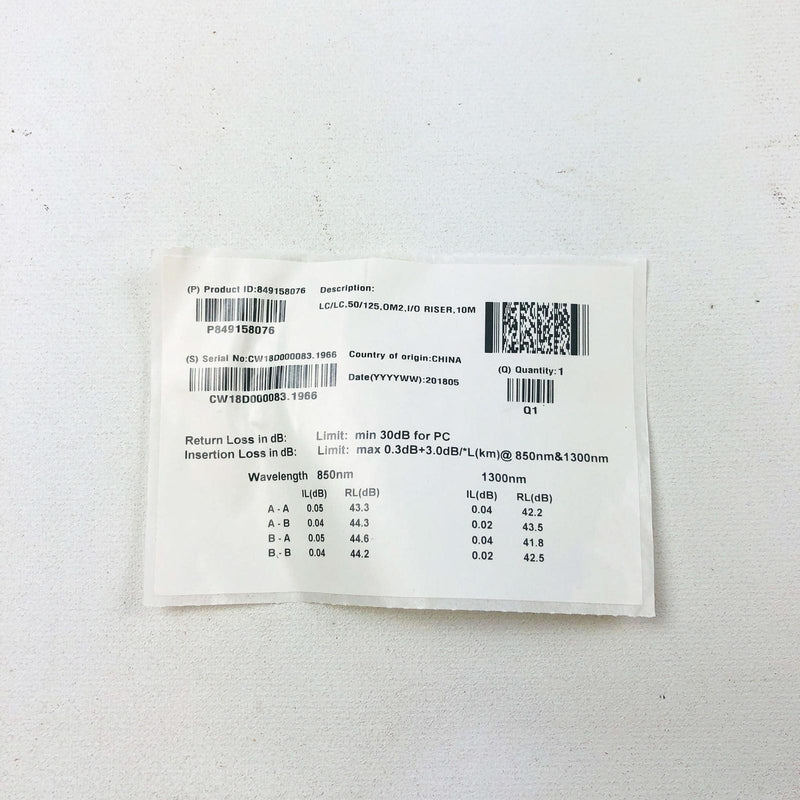 (P) Product ID:849158076 Description:
LC/LC,50/125,OM2,I/O RISER,10M
P849158076
(S) Serial No:CW18D000083.1966 Country of origin:CHINA
(Q) Quantity:1
Date(YYYYWW):201805
CW18D000083.1966
Q1
Return Loss in dB: Limit: min 30dB for PC
Insertion Loss in dB: Limit: max 0.3dB+3.0dB/*L(km)@ 850nm&1300nm
Wavelength 850nm 1300nm
IL(dB) RL(dB) IL(dB) RL(dB)
A - A 0.05 43.3 0.04 42.2
A - B 0.04 44.3 0.02 43.5
B - A 0.05 44.6 0.04 41.8
B - B 0.04 44.2 0.02 42.5